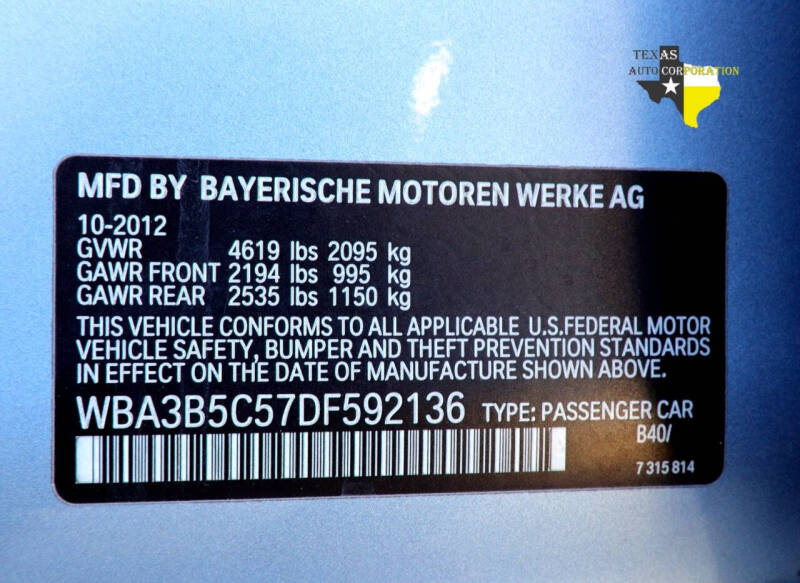 TEXAS
AUTO CORPORATION
MFD BY BAYERISCHE MOTOREN WERKE AG
10-2012
GVWR 4619 lbs 2095 kg
GAWR FRONT 2194 lbs 995 kg
GAWR REAR 2535 lbs 1150 kg
THIS VEHICLE CONFORMS TO ALL APPLICABLE U.S.FEDERAL MOTOR
VEHICLE SAFETY, BUMPER AND THEFT PREVENTION STANDARDS
IN EFFECT ON THE DATE OF MANUFACTURE SHOWN ABOVE.
WBA3B5C57DF592136 TYPE: PASSENGER CAR
B40/
7 315 814